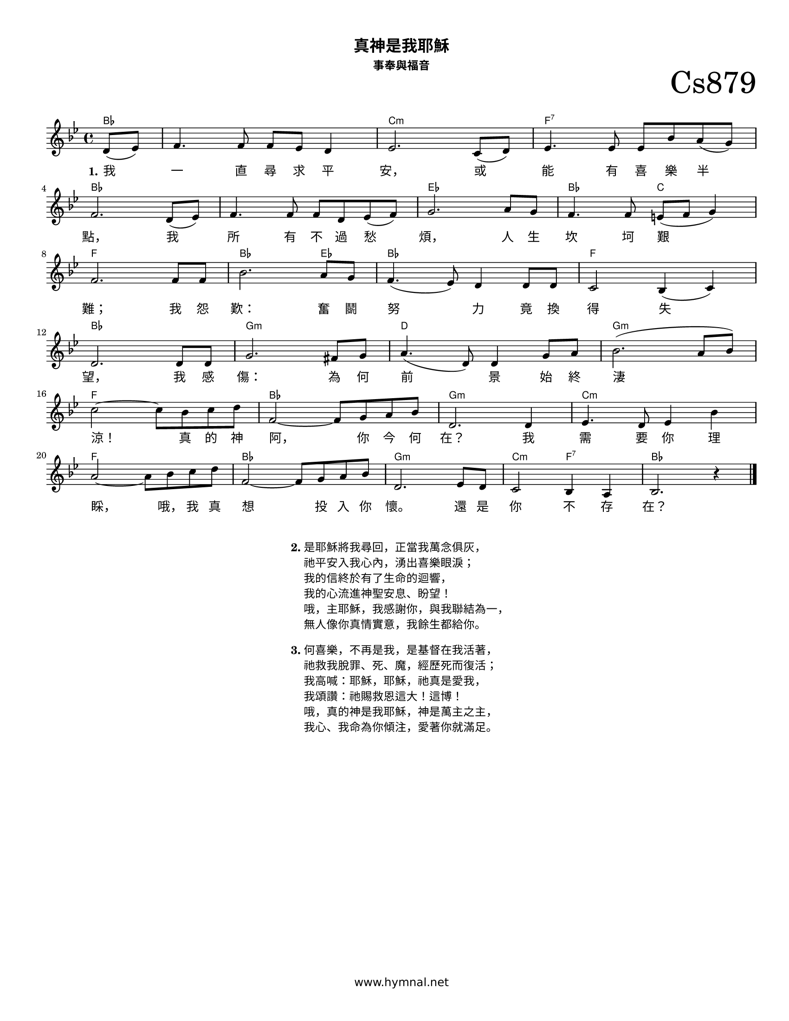 真神是我耶穌
事奉與福音
Cs879
B♭ Cm F7
1. 我 一 直 尋 求 平 安， 或 能 有 喜 樂 半
4 B♭ E♭ B♭ C
點， 我 所 有 不 過 愁 煩， 人 生 坎 坷 艱
8 F B♭ E♭ B♭ F
難； 我 怨 歎： 奮 鬭 努 力 竟 換 得 失
12 B♭ Gm D Gm
望， 我 感 傷： 為 何 前 景 始 終 淒
16 F B♭ Gm Cm
涼！ 真 的 神 阿， 你 今 何 在？ 我 需 要 你 理
20 F B♭ Gm Cm F7 B♭
睬， 哦，我 真 想 投 入 你 懷。 還 是 你 不 存 在？
2. 是耶穌將我尋回，正當我萬念俱灰，
祂平安入我心內，湧出喜樂眼淚；
我的信終於有了生命的迴響，
我的心流進神聖安息、盼望！
哦，主耶穌，我感謝你，與我聯結為一，
無人像你真情實意，我餘生都給你。
3. 何喜樂，不再是我，是基督在我活著，
祂救我脫罪、死、魔，經歷死而復活；
我高喊：耶穌，耶穌，祂真是愛我，
我頌讚：祂賜救恩這大！這博！
哦，真的神是我耶穌，神是萬主之主，
我心、我命為你傾注，愛著你就滿足。
www.hymnal.net